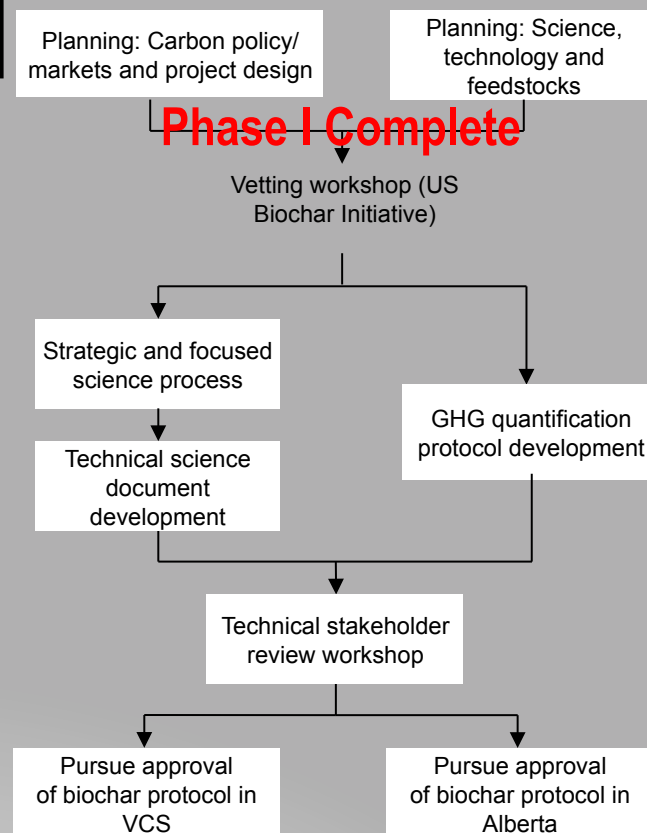 Planning: Carbon policy/
markets and project design
Planning: Science,
technology and
feedstocks
Phase I Complete
Vetting workshop (US
Biochar Initiative)
Strategic and focused
science process
Technical science
document
development
GHG quantification
protocol development
Technical stakeholder
review workshop
Pursue approval
of biochar protocol in
VCS
Pursue approval
of biochar protocol in
Alberta